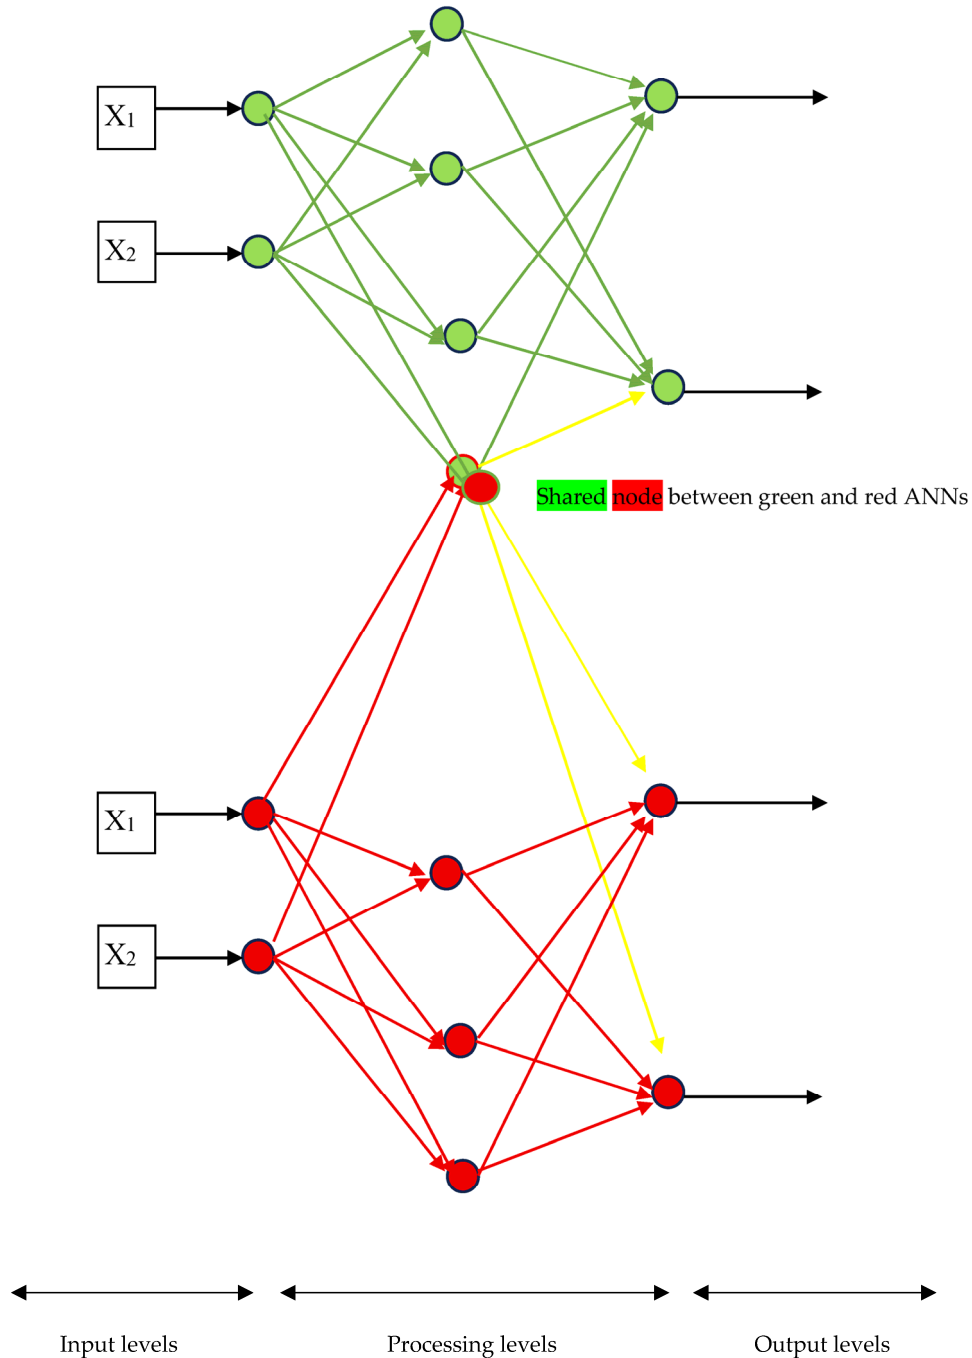 X1
X2
Shared node between green and red ANNs
X1
X2
Input levels Processing levels Output levels